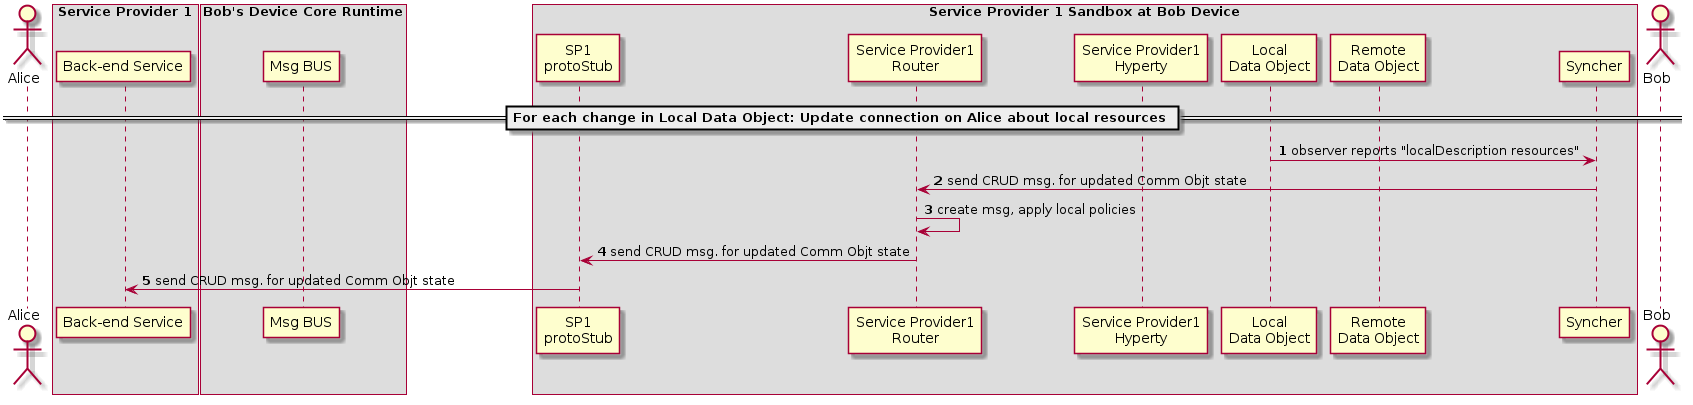 Service Provider 1
Bob's Device Core Runtime
Service Provider 1 Sandbox at Bob Device
Alice
Back-end Service
Msg BUS
SP1
protoStub
Service Provider1
Router
Service Provider1
Hyperty
Local
Data Object
Remote
Data Object
Syncher
Bob
For each change in Local Data Object: Update connection on Alice about local resources
1 observer reports "localDescription resources"
2 send CRUD msg. for updated Comm Objt state
3 create msg, apply local policies
4 send CRUD msg. for updated Comm Objt state
5 send CRUD msg. for updated Comm Objt state
Alice
Back-end Service
Msg BUS
SP1
protoStub
Service Provider1
Router
Service Provider1
Hyperty
Local
Data Object
Remote
Data Object
Syncher
Bob